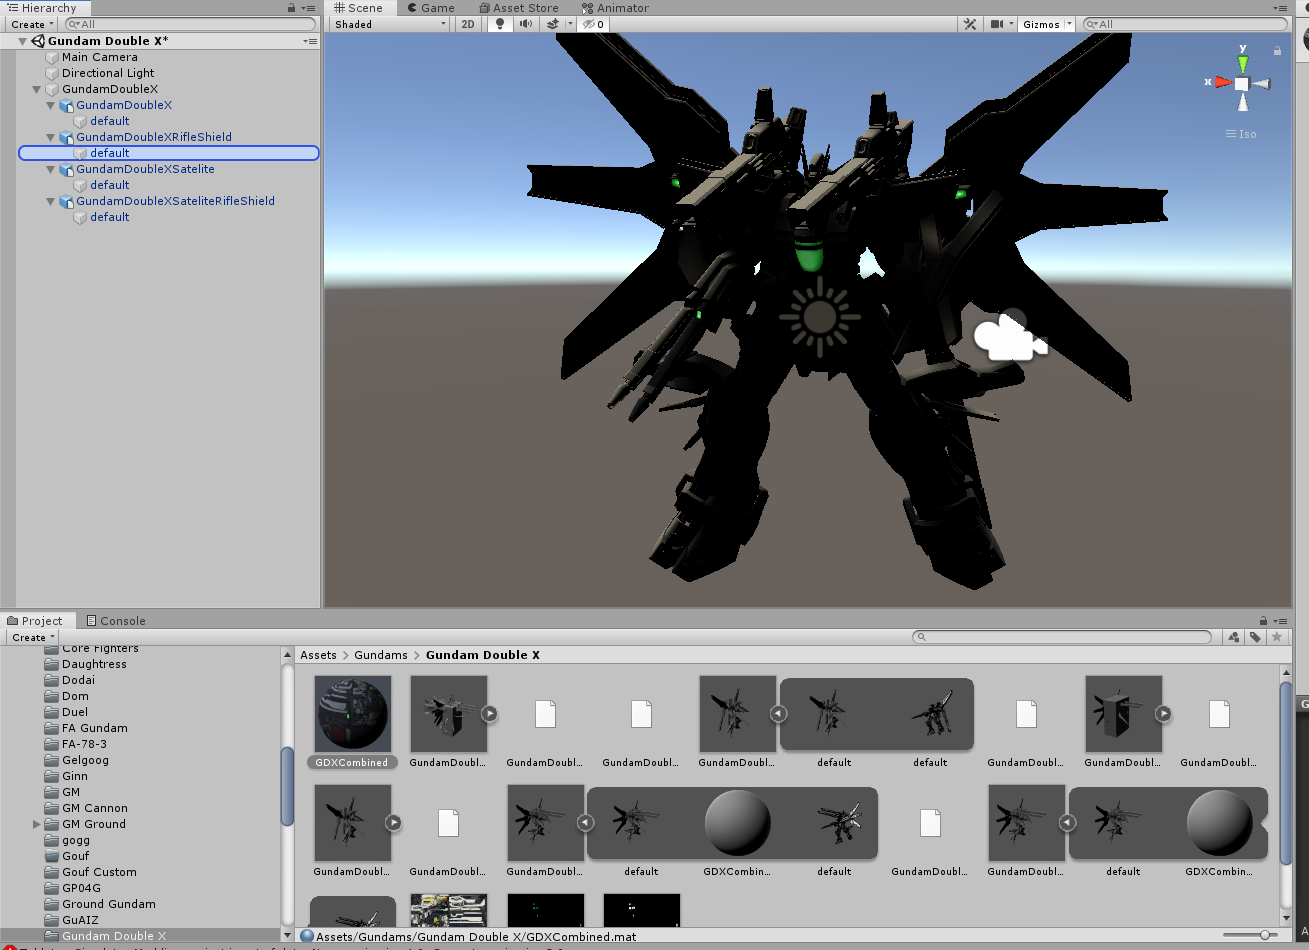 Hierarchy
Create
All
Gundam Double X*
Main Camera
Directional Light
GundamDoubleX
GundamDoubleX
default
GundamDoubleXRifleShield
default
GundamDoubleXSatelite
default
GundamDoubleXSateliteRifleShield
default
Scene
Game
Asset Store
Animator
Shaded
2D
0
Gizmos
All
y
x
Iso
Project
Console
Create
Core Fighters
Daughtress
Dodai
Dom
Duel
FA Gundam
FA-78-3
Gelgoog
Ginn
GM
GM Cannon
GM Ground
gogg
Gouf
Gouf Custom
GP04G
Ground Gundam
GuAIZ
Gundam Double X
Assets > Gundams > Gundam Double X
GDXCombined
GundamDoubl...
GundamDoubl...
GundamDoubl...
GundamDoubl...
default
default
GundamDoubl...
GundamDoubl...
GundamDoubl...
GundamDoubl...
GundamDoubl...
GundamDoubl...
default
GDXCombin...
default
GundamDoubl...
GundamDoubl...
default
GDXCombin...
Assets/Gundams/Gundam Double X/GDXCombined.mat